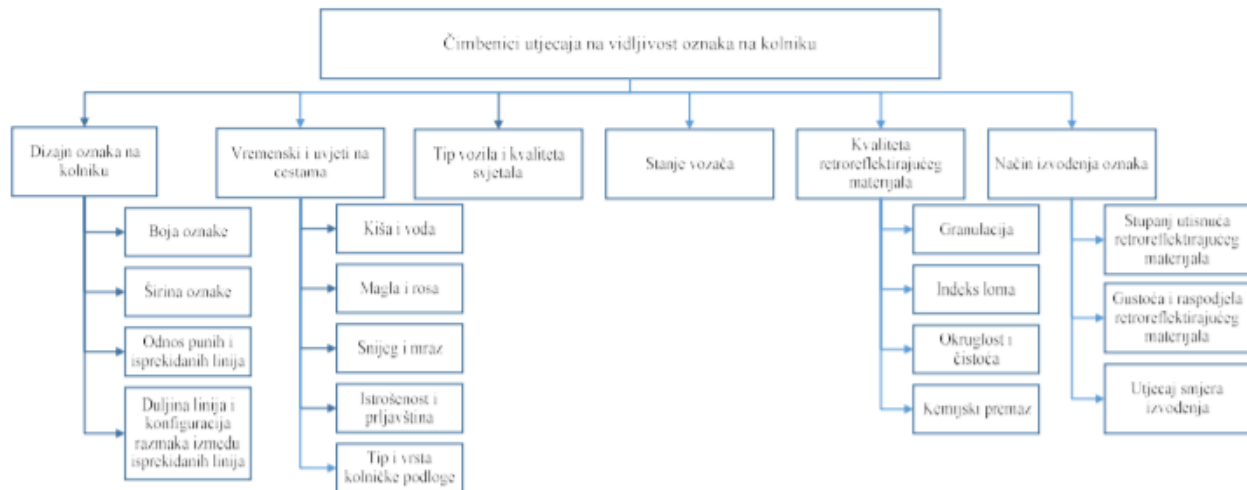 Čimbenici utjecaja na vidljivost oznaka na kolniku
Dizajn oznaka na
kolniku
Boja oznake
Širina oznake
Odnos punih i
isprekidanih linija
Duljina linija i
konfiguracija
razmaka između
isprekidanih linija
Vremenski i uvjeti na
cestama
Kiša i voda
Magla i rosa
Snijeg i mraz
Istrošenost i
prljavština
Tip i vrsta
kolničke podloge
Tip vozila i kvaliteta
svjetala
Stanje vozača
Kvaliteta
retroreflektirajućeg
materijala
Granulacija
Indeks loma
Okruglost i
čistoća
Kemijski premaz
Način izvođenja oznaka
Stupanj utisnuća
retroreflektirajućeg
materijala
Gustoća i raspodjela
retroreflektirajućeg
materijala
Utjecaj smjera
izvođenja